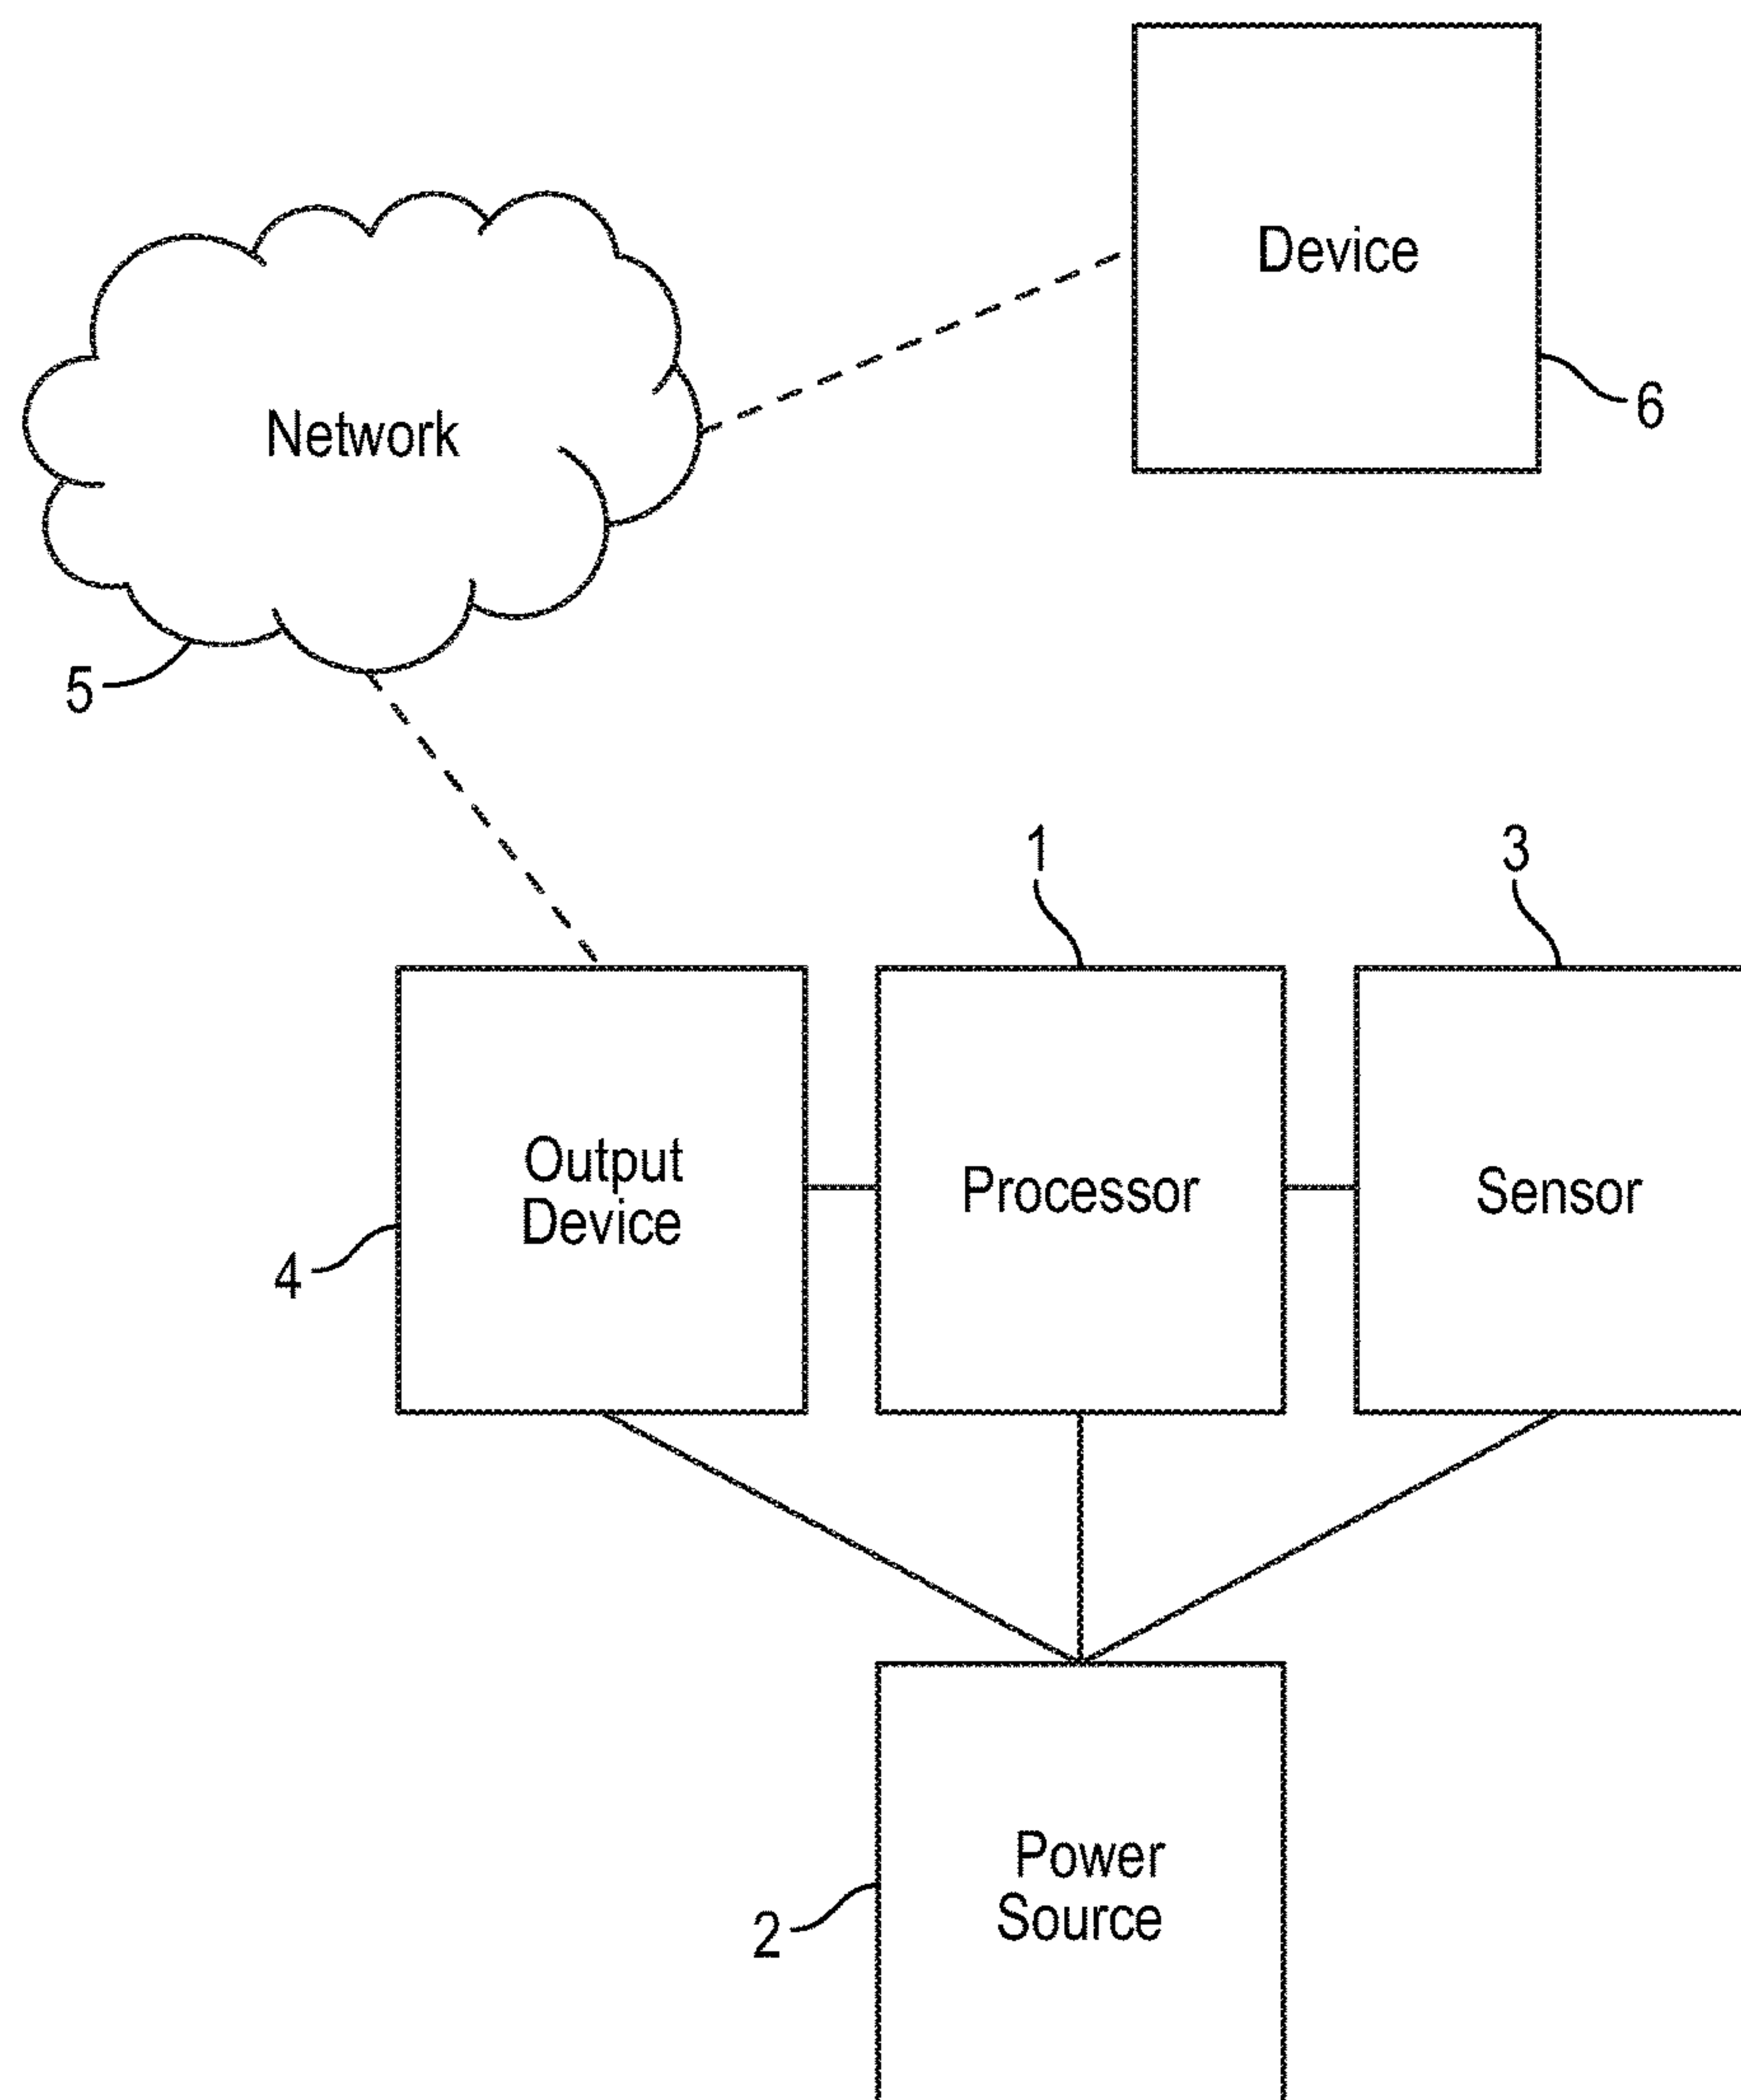 Device
6
Network
5
1
3
Output
Device
Processor
Sensor
4
Power
Source
2